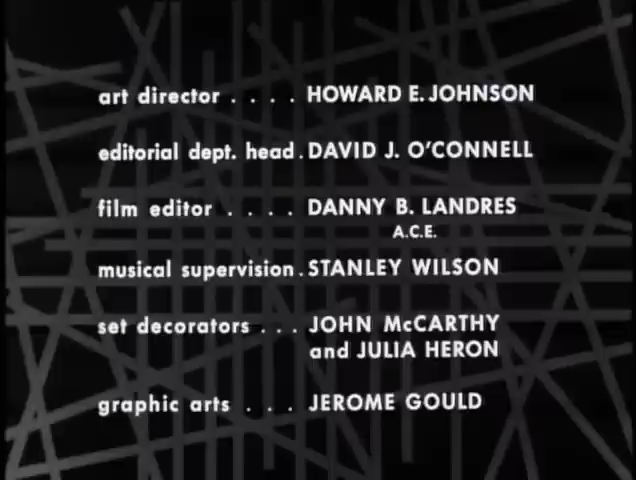 art director . . . . HOWARD E. JOHNSON
editorial dept. head . DAVID J. O'CONNELL
film editor . . . . DANNY B. LANDRES
A.C.E.
musical supervision . STANLEY WILSON
set decorators . . . JOHN McCARTHY
and JULIA HERON
graphic arts . . . JEROME GOULD